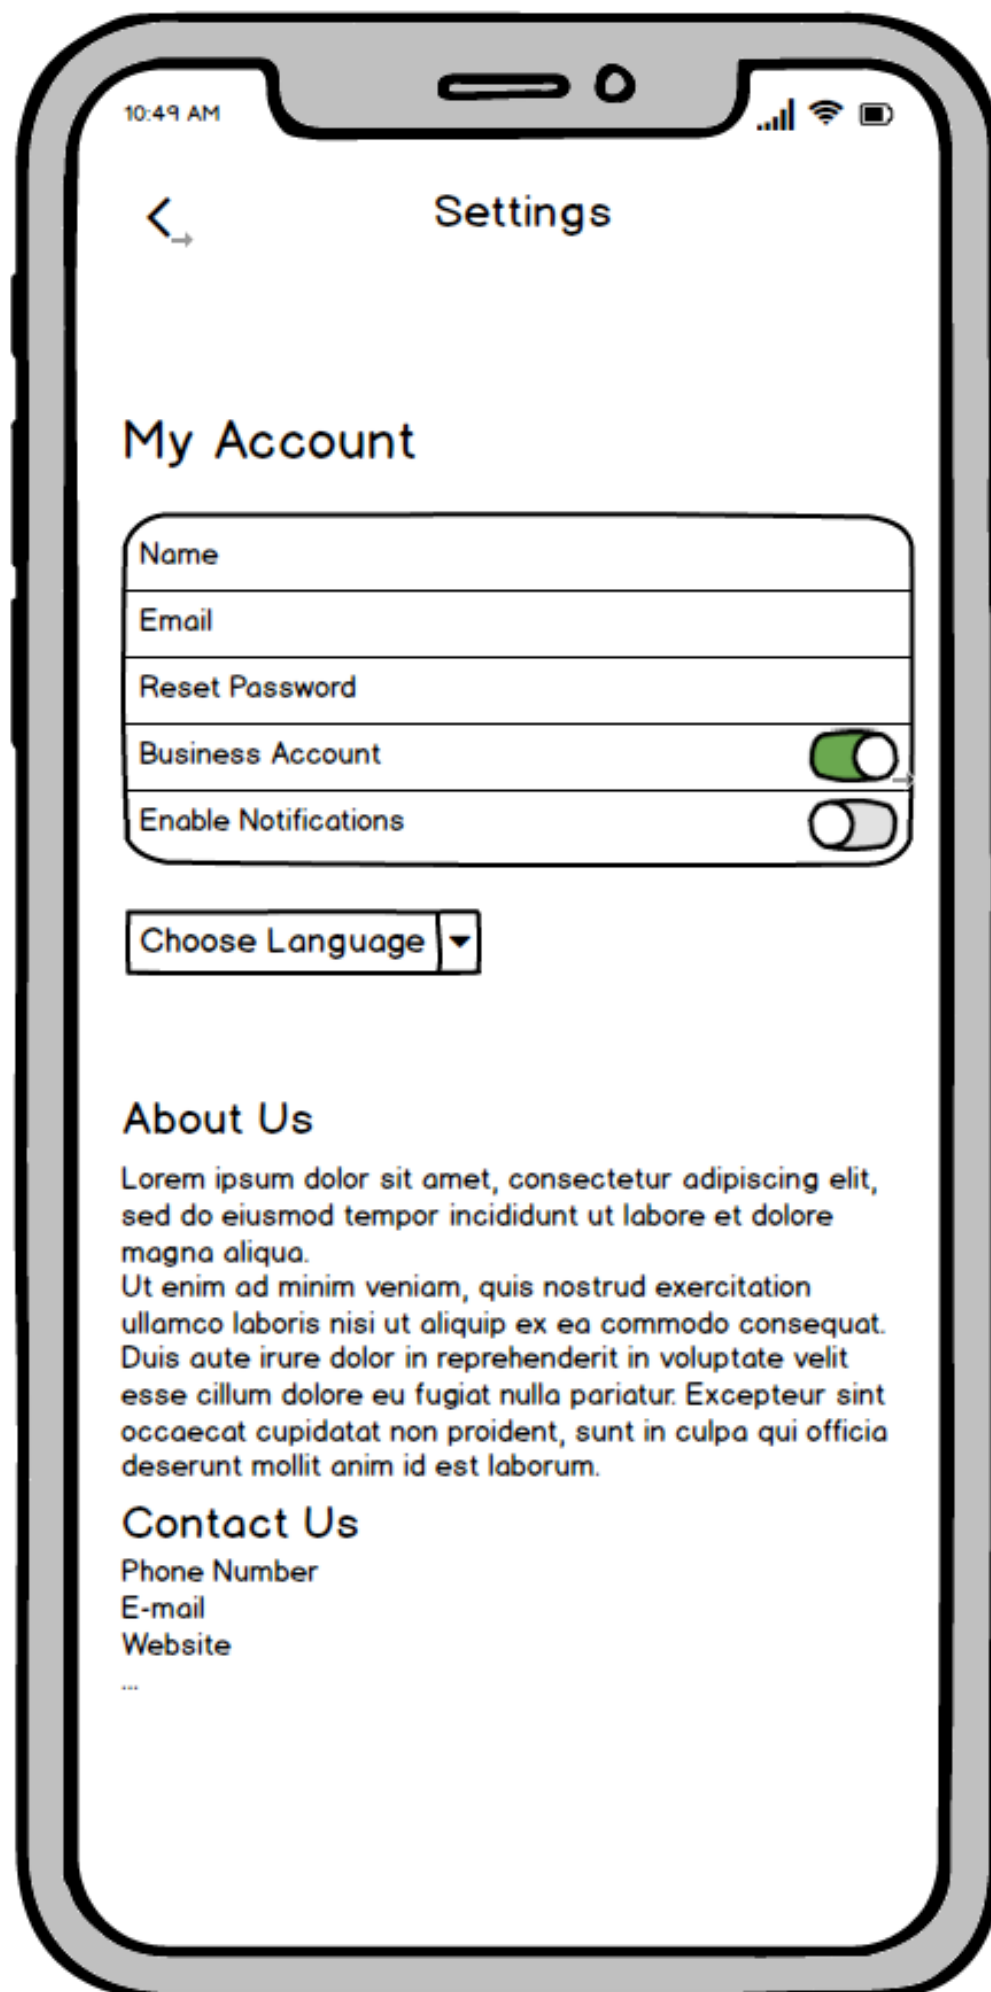 10:49 AM
Settings
My Account
Name
Email
Reset Password
Business Account
Enable Notifications
Choose Language
About Us
Lorem ipsum dolor sit amet, consectetur adipiscing elit,
sed do eiusmod tempor incididunt ut labore et dolore
magna aliqua.
Ut enim ad minim veniam, quis nostrud exercitation
ullamco laboris nisi ut aliquip ex ea commodo consequat.
Duis aute irure dolor in reprehenderit in voluptate velit
esse cillum dolore eu fugiat nulla pariatur. Excepteur sint
occaecat cupidatat non proident, sunt in culpa qui officia
deserunt mollit anim id est laborum.
Contact Us
Phone Number
E-mail
Website
...